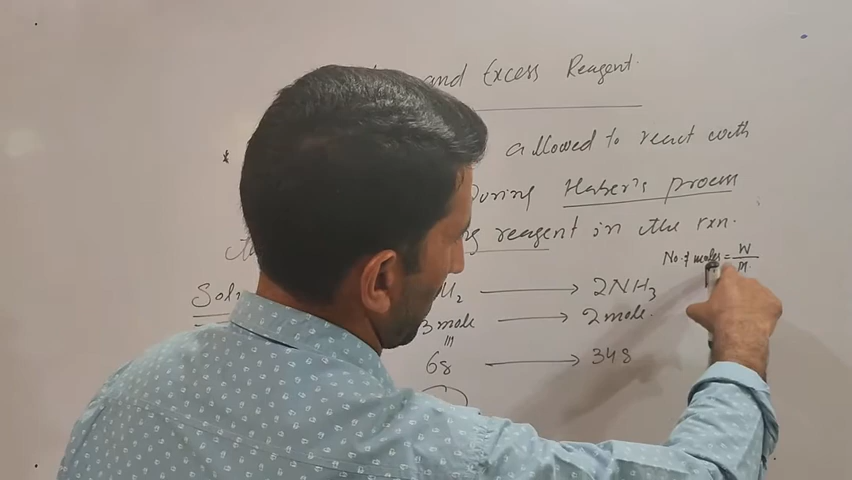 and Excess Reagent.
* allowed to react with
During Haber's process
reagent in the rxn.
No. of moles = W/M
Sol
H₂ ⟶ 2NH₃
3 mole ⟶ 2 mole.
6g ⟶ 34g